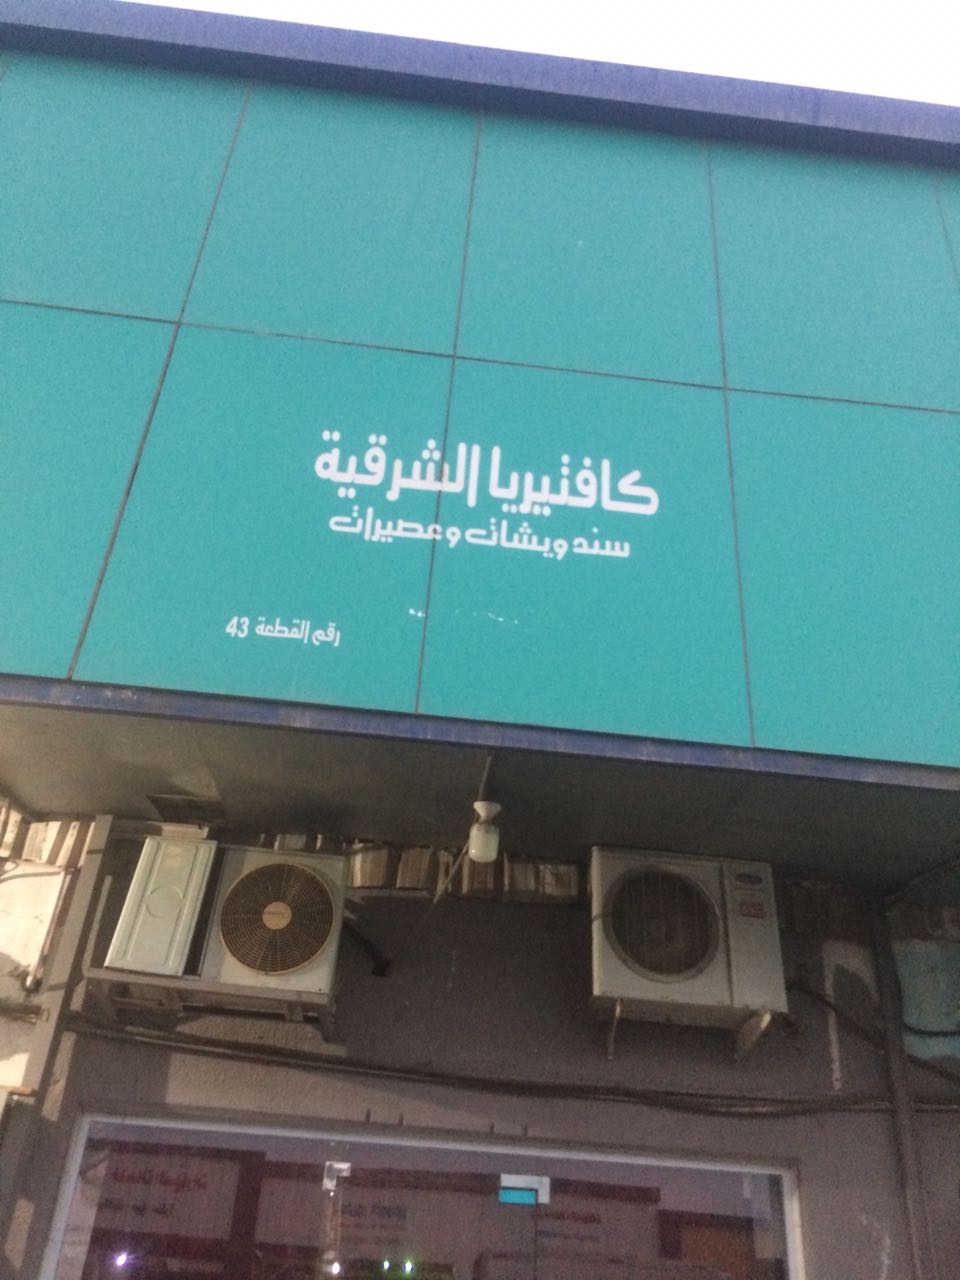 كافتيريا الشرقية
سندويشات وعصيرات
رقم القطعة 43